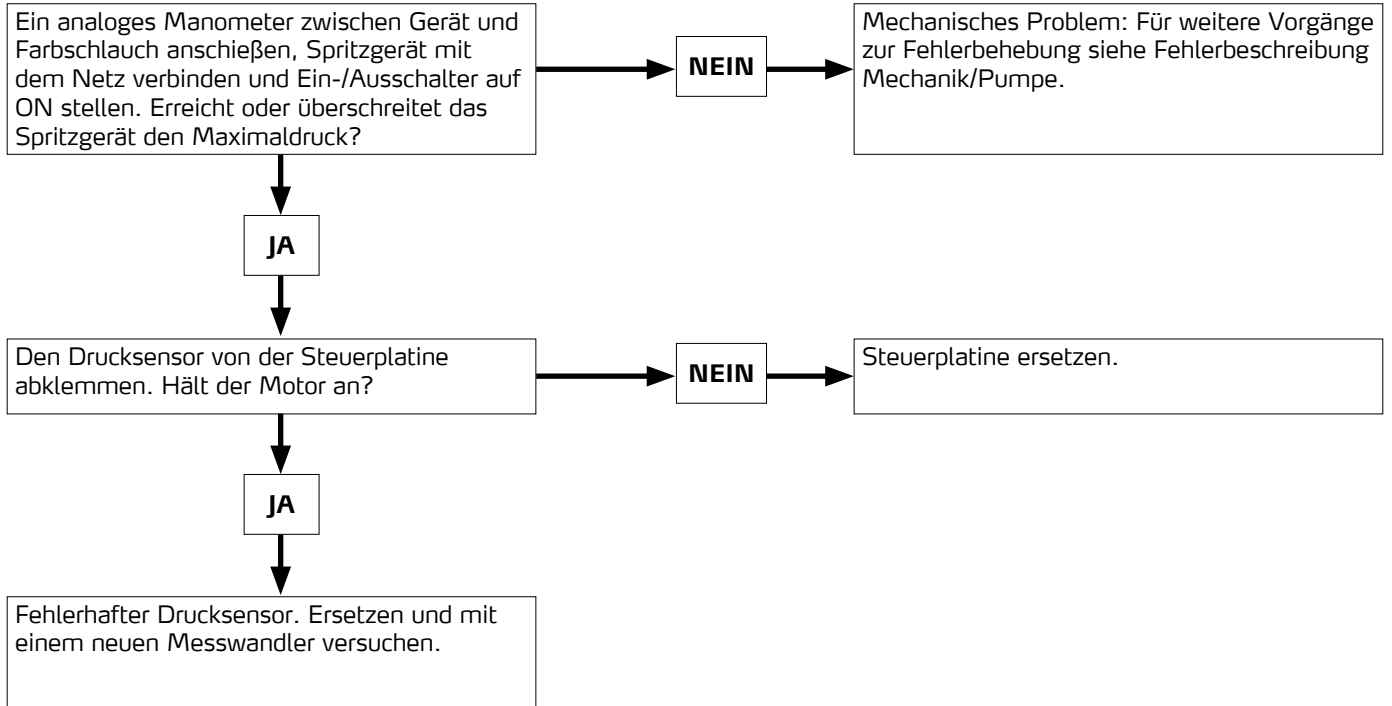 Ein analoges Manometer zwischen Gerät und
Farbschlauch anschießen, Spritzgerät mit
dem Netz verbinden und Ein-/Ausschalter auf
ON stellen. Erreicht oder überschreitet das
Spritzgerät den Maximaldruck?
NEIN
Mechanisches Problem: Für weitere Vorgänge
zur Fehlerbehebung siehe Fehlerbeschreibung
Mechanik/Pumpe.
JA
Den Drucksensor von der Steuerplatine
abklemmen. Hält der Motor an?
NEIN
Steuerplatine ersetzen.
JA
Fehlerhafter Drucksensor. Ersetzen und mit
einem neuen Messwandler versuchen.